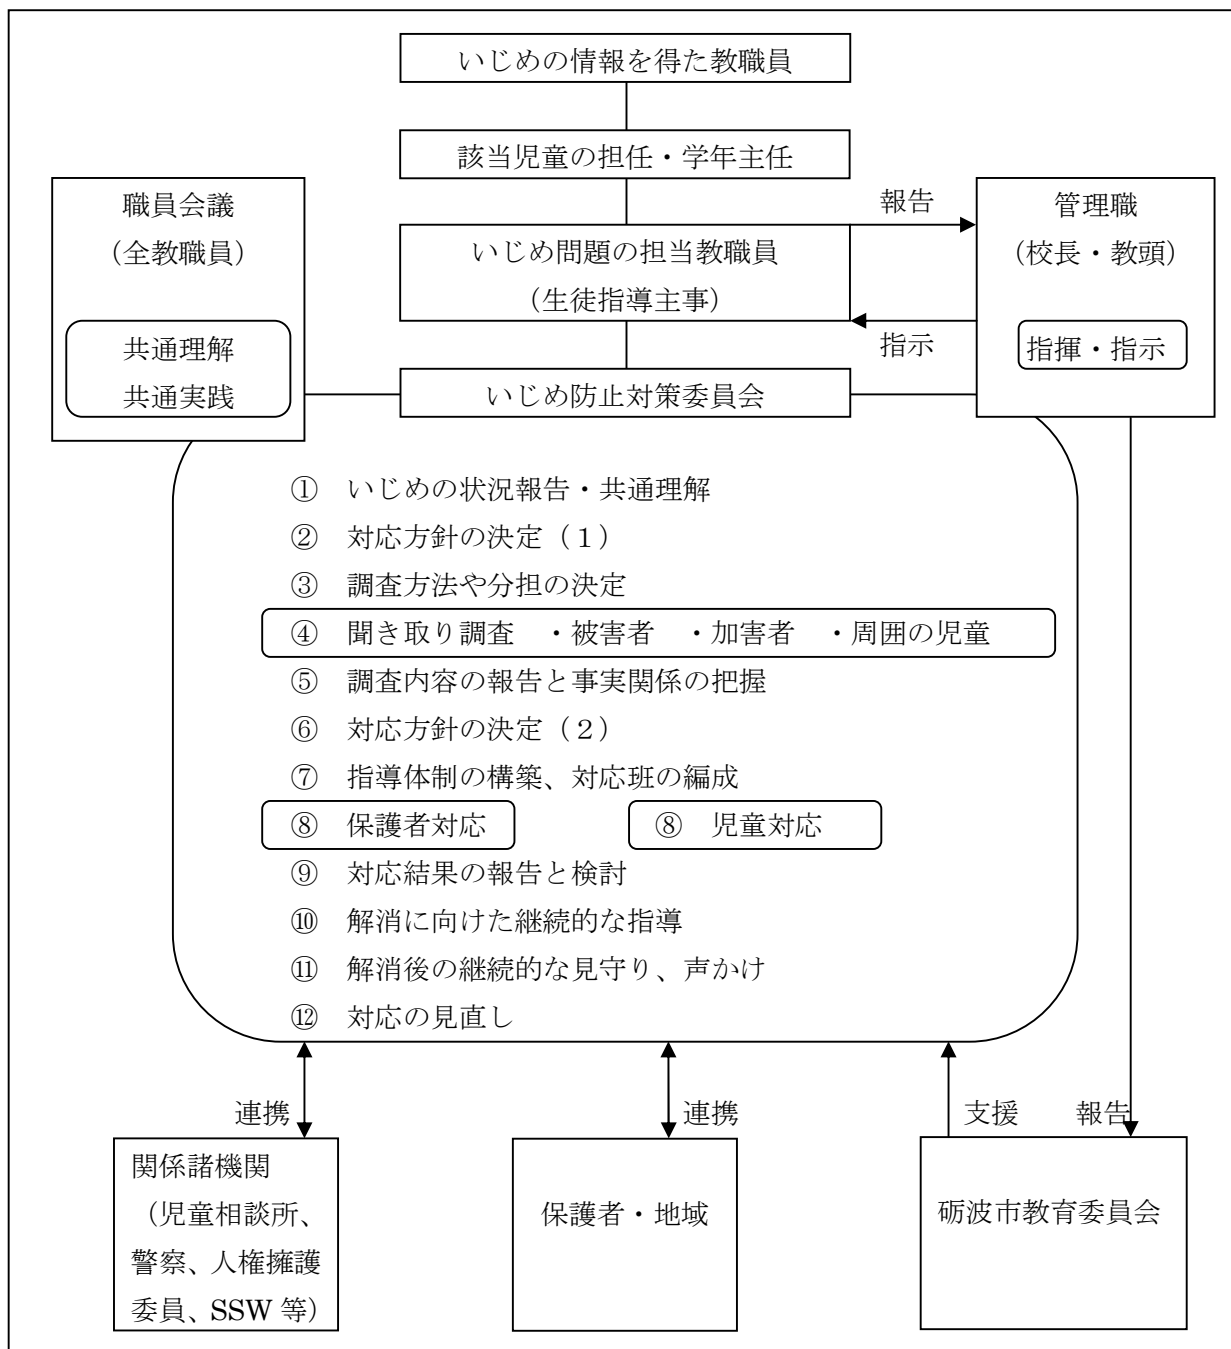 いじめの情報を得た教職員
該当児童の担任・学年主任
職員会議
（全教職員）
共通理解
共通実践
いじめ問題の担当教職員
（生徒指導主事）
報告
指示
管理職
（校長・教頭）
指揮・指示
いじめ防止対策委員会
①　いじめの状況報告・共通理解
②　対応方針の決定（１）
③　調査方法や分担の決定
④　聞き取り調査　・被害者　・加害者　・周囲の児童
⑤　調査内容の報告と事実関係の把握
⑥　対応方針の決定（２）
⑦　指導体制の構築、対応班の編成
⑧　保護者対応　⑧　児童対応
⑨　対応結果の報告と検討
⑩　解消に向けた継続的な指導
⑪　解消後の継続的な見守り、声かけ
⑫　対応の見直し
連携
連携
支援
報告
関係諸機関
（児童相談所、
警察、人権擁護
委員、SSW 等）
保護者・地域
砺波市教育委員会